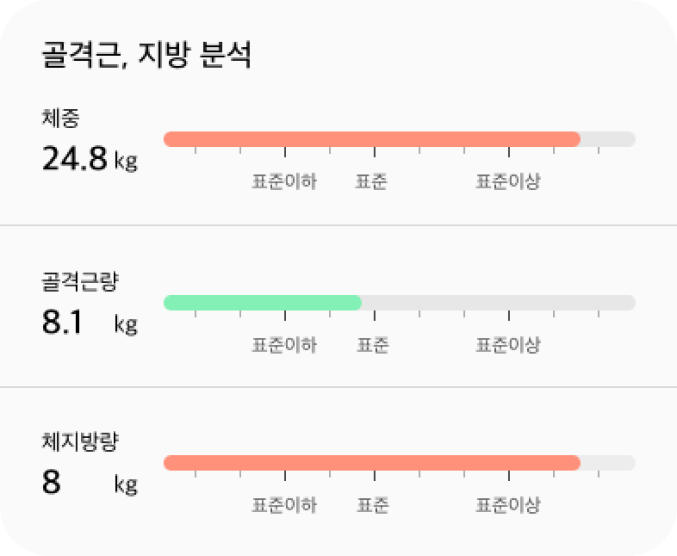 골격근, 지방 분석
체중
24.8 kg
표준이하 표준 표준이상
골격근량
8.1 kg
표준이하 표준 표준이상
체지방량
8 kg
표준이하 표준 표준이상